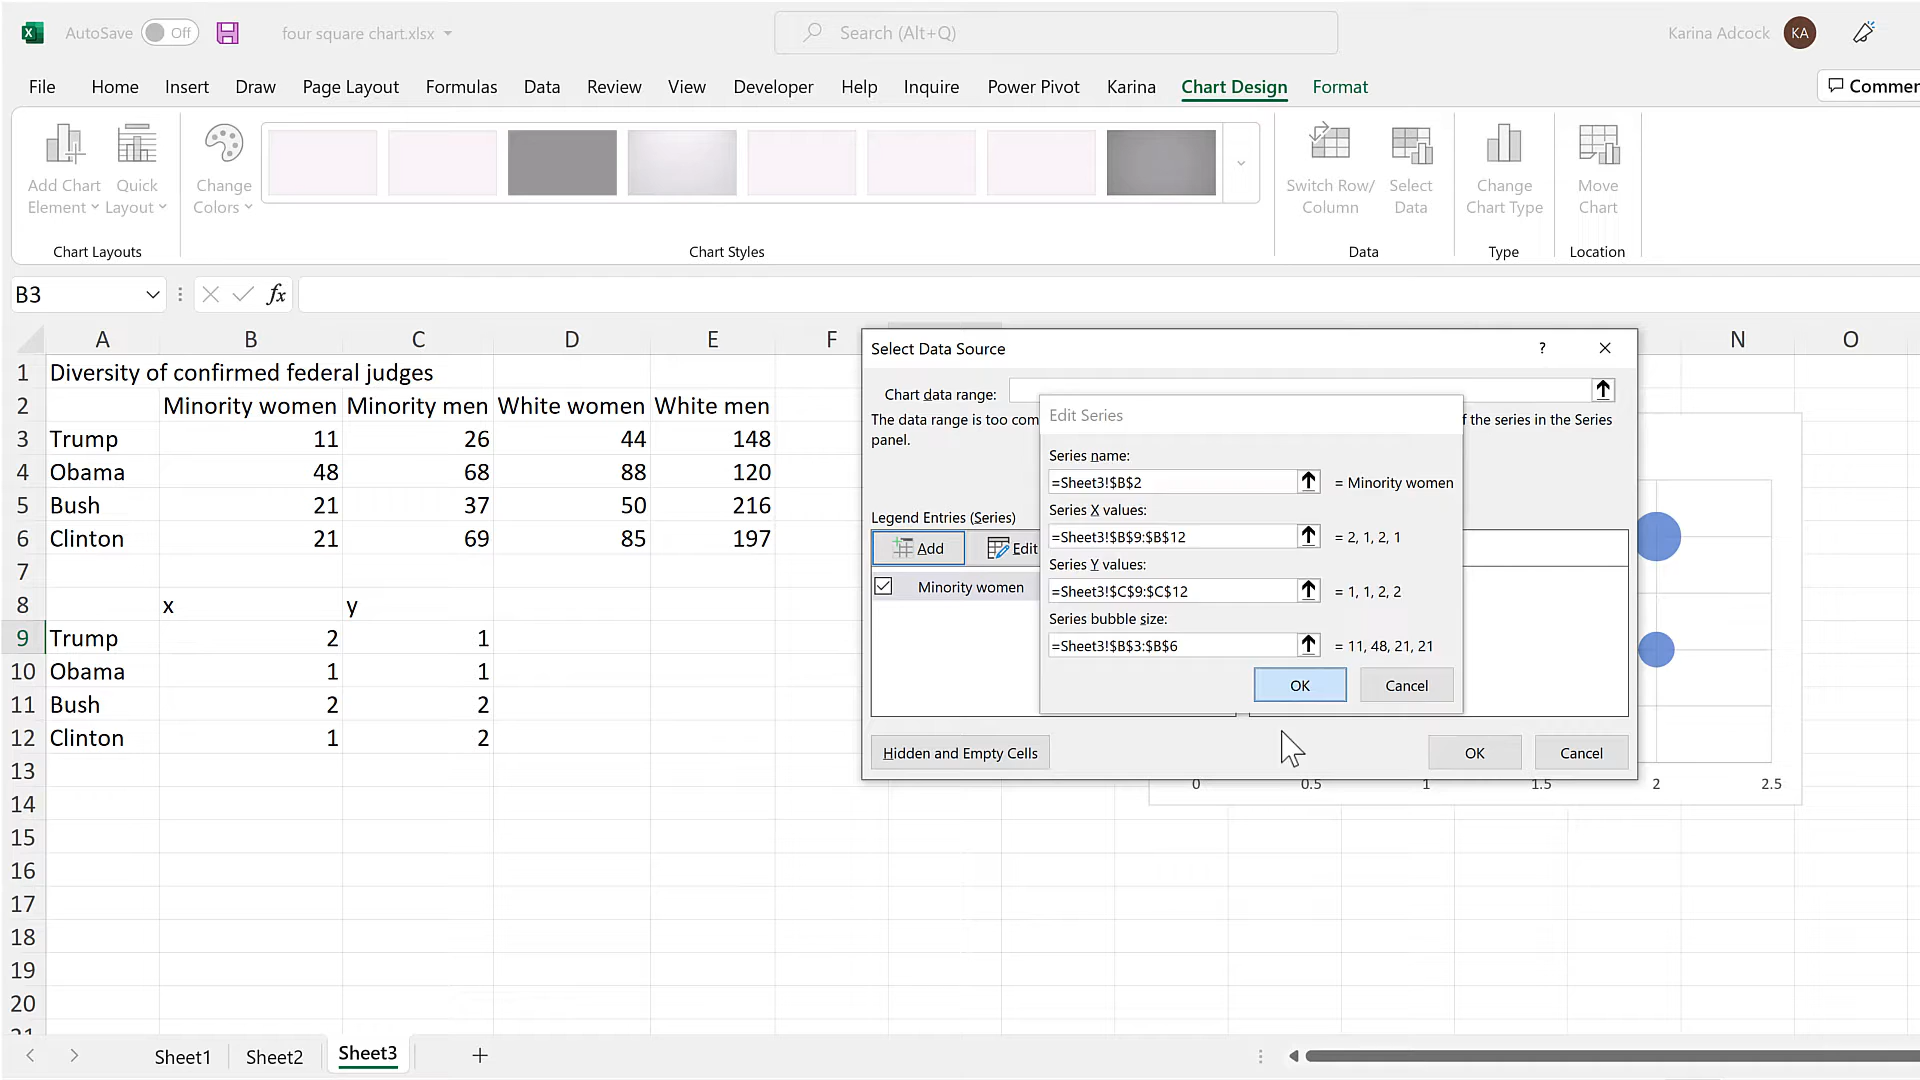 AutoSave Off four square chart.xlsx Search (Alt+Q) Karina Adcock KA
File Home Insert Draw Page Layout Formulas Data Review View Developer Help Inquire Power Pivot Karina Chart Design Format Commen
Add Chart Element Quick Layout Change Colors Switch Row/ Column Select Data Change Chart Type Move Chart
Chart Layouts Chart Styles Data Type Location
B3 fx
A B C D E F N O
1 Diversity of confirmed federal judges
2 Minority women Minority men White women White men
3 Trump 11 26 44 148
4 Obama 48 68 88 120
5 Bush 21 37 50 216
6 Clinton 21 69 85 197
7
8 x y
9 Trump 2 1
10 Obama 1 1
11 Bush 2 2
12 Clinton 1 2
13
14
15
16
17
18
19
20
21
Select Data Source ?
Chart data range:
The data range is too com f the series in the Series
panel.
Legend Entries (Series)
Add Edit
Minority women
Edit Series
Series name:
=Sheet3!$B$2 = Minority women
Series X values:
=Sheet3!$B$9:$B$12 = 2, 1, 2, 1
Series Y values:
=Sheet3!$C$9:$C$12 = 1, 1, 2, 2
Series bubble size:
=Sheet3!$B$3:$B$6 = 11, 48, 21, 21
OK Cancel
Hidden and Empty Cells OK Cancel
0 0.5 1 1.5 2 2.5
Sheet1 Sheet2 Sheet3